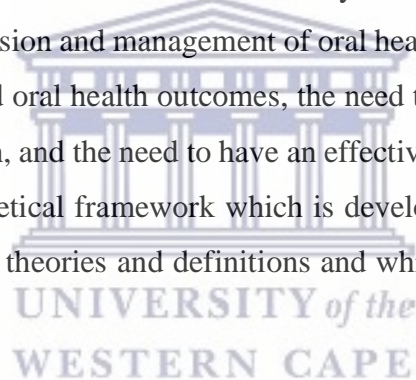 sion and management of oral hea
d oral health outcomes, the need t
n, and the need to have an effectiv
etical framework which is develo
theories and definitions and whi
UNIVERSITY of the
WESTERN CAPE